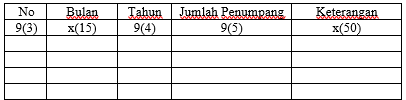 No Bulan Tahun Jumlah Penumpang Keterangan
9(3) x(15) 9(4) 9(5) x(50)